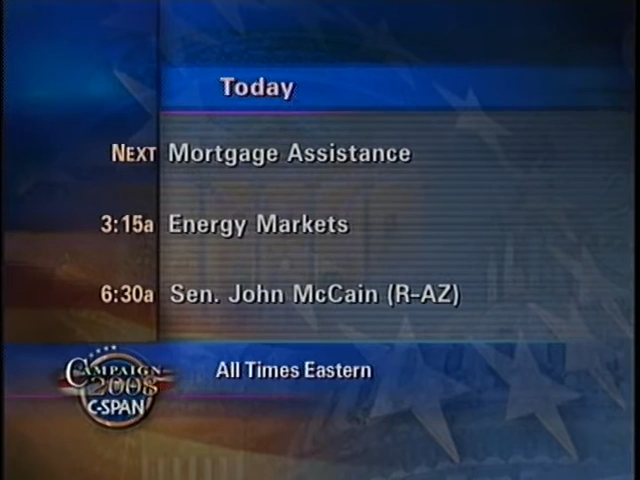 Today
NEXT Mortgage Assistance
3:15a Energy Markets
6:30a Sen. John McCain (R-AZ)
All Times Eastern
CAMPAIGN
2008
C-SPAN